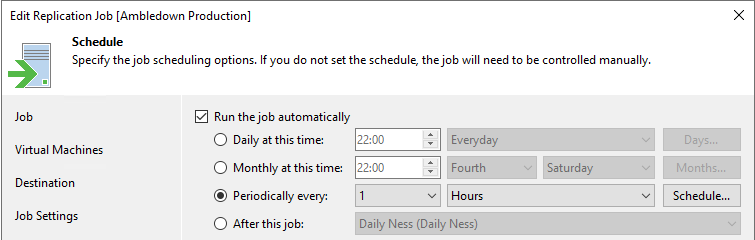 Edit Replication Job [Ambledown Production]
Schedule
Specify the job scheduling options. If you do not set the schedule, the job will need to be controlled manually.
Job
Virtual Machines
Destination
Job Settings
Run the job automatically
Daily at this time: 22:00 Everyday Days...
Monthly at this time: 22:00 Fourth Saturday Months...
Periodically every: 1 Hours Schedule...
After this job: Daily Ness (Daily Ness)